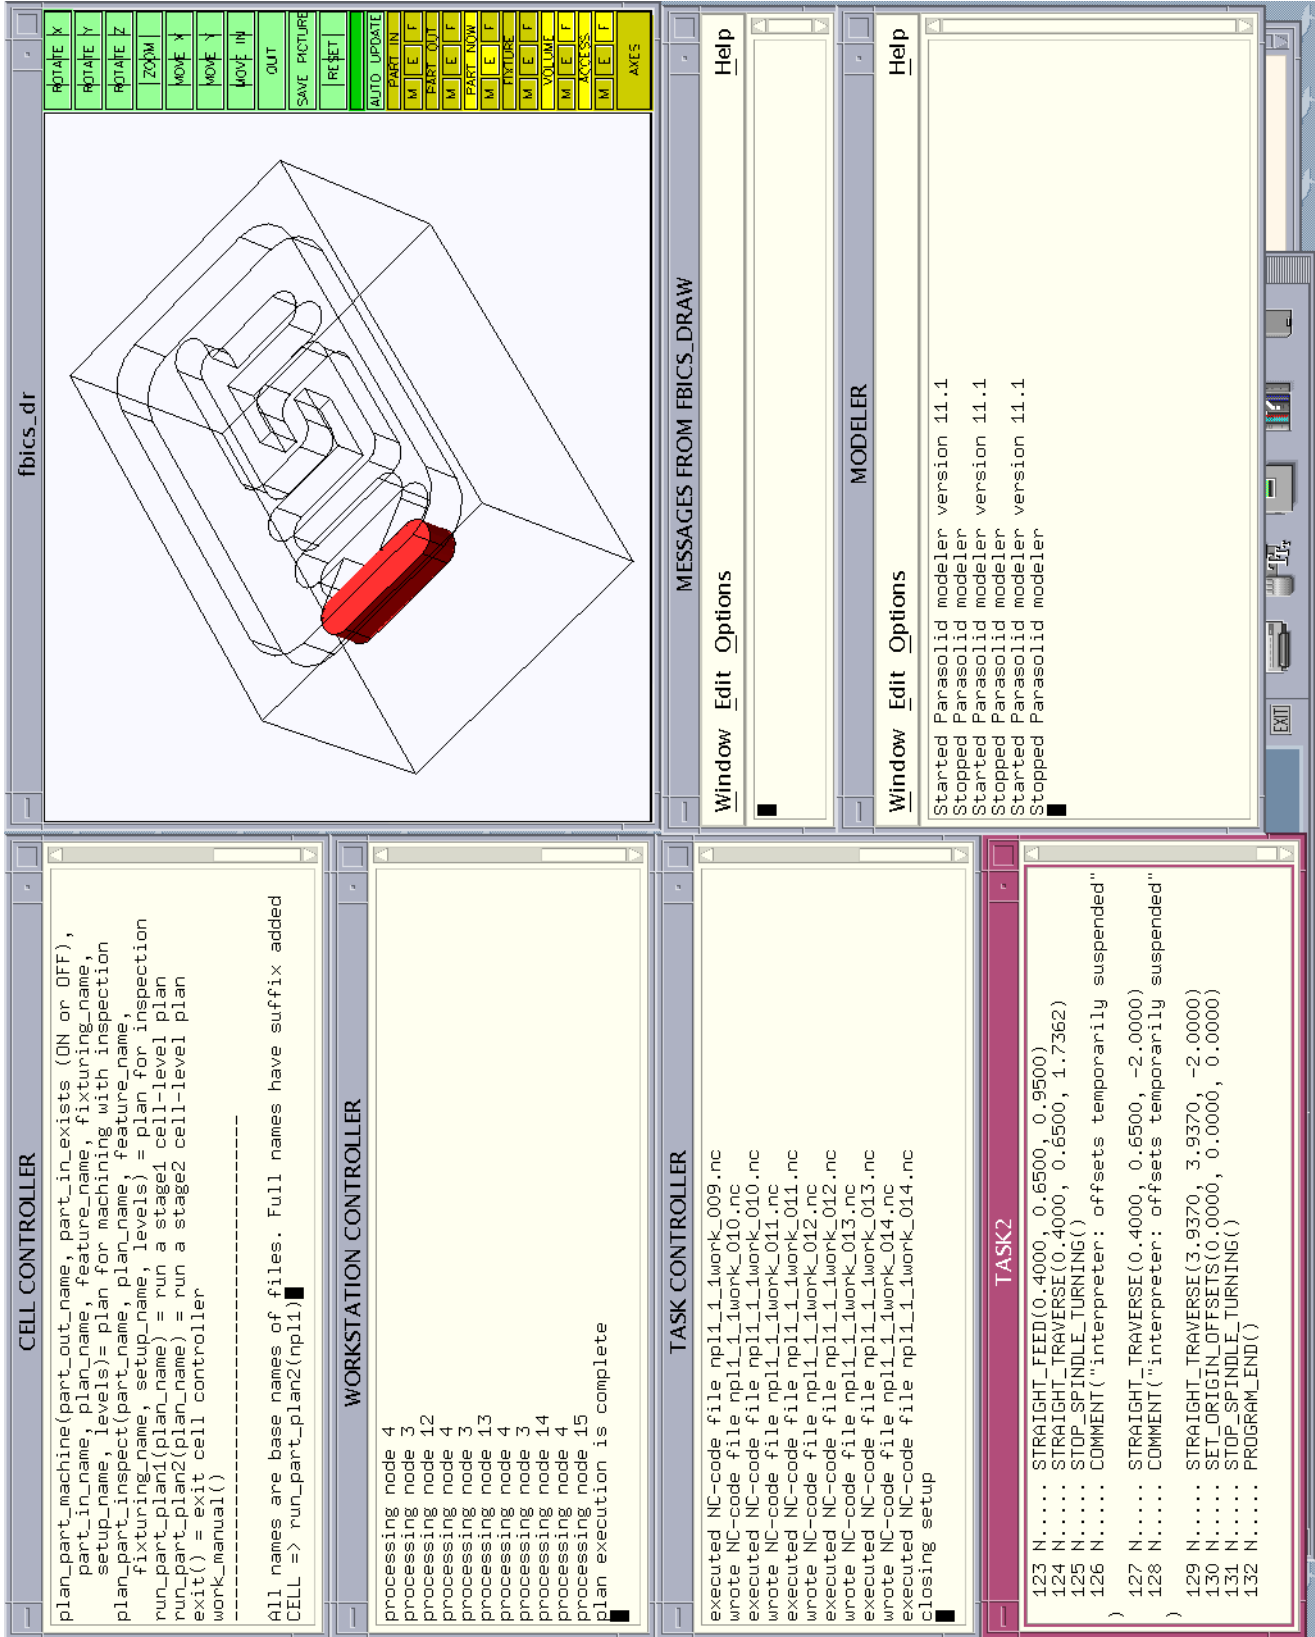 CELL CONTROLLER
plan_part_machine(part_out_name, part_in_exists (ON or OFF),
part_in_name, plan_name, feature_name, fixturing_name,
setup_name, levels)= plan for machining with inspection
plan_part_inspect(part_name, plan_name, feature_name,
fixturing_name, setup_name, levels) = plan for inspection
run_part_plan1(plan_name) = run a stage1 cell-level plan
run_part_plan2(plan_name) = run a stage2 cell-level plan
exit() = exit cell controller
work_manual()
--------------------------------------------------
All names are base names of files. Full names have suffix added
CELL => run_part_plan2(npl1)
WORKSTATION CONTROLLER
processing node 4
processing node 3
processing node 12
processing node 4
processing node 3
processing node 13
processing node 4
processing node 3
processing node 14
processing node 4
processing node 15
plan execution is complete
TASK CONTROLLER
executed NC-code file npl1_1_1work_009.nc
wrote NC-code file npl1_1_1work_010.nc
executed NC-code file npl1_1_1work_010.nc
wrote NC-code file npl1_1_1work_011.nc
executed NC-code file npl1_1_1work_011.nc
wrote NC-code file npl1_1_1work_012.nc
executed NC-code file npl1_1_1work_012.nc
wrote NC-code file npl1_1_1work_013.nc
executed NC-code file npl1_1_1work_013.nc
wrote NC-code file npl1_1_1work_014.nc
executed NC-code file npl1_1_1work_014.nc
closing setup
TASK2
123 N..... STRAIGHT_FEED(0.4000, 0.6500, 0.9500)
124 N..... STRAIGHT_TRAVERSE(0.4000, 0.6500, 1.7362)
125 N..... STOP_SPINDLE_TURNING()
126 N..... COMMENT("interpreter: offsets temporarily suspended"
)
127 N..... STRAIGHT_TRAVERSE(0.4000, 0.6500, -2.0000)
128 N..... COMMENT("interpreter: offsets temporarily suspended"
)
129 N..... STRAIGHT_TRAVERSE(3.9370, 3.9370, -2.0000)
130 N..... SET_ORIGIN_OFFSETS(0.0000, 0.0000, 0.0000)
131 N..... STOP_SPINDLE_TURNING()
132 N..... PROGRAM_END()
fbics_dr
ROTATE X
ROTATE Y
ROTATE Z
ZOOM
MOVE X
MOVE Y
MOVE IN
QUIT
SAVE PICTURE
RESET
AUTO UPDATE
PART IN
M E F
PART OUT
M E F
PART NOW
M E F
FIXTURE
M E F
VOLUME
M E F
ACCESS
M E F
AXES
MESSAGES FROM FBICS_DRAW
Window Edit Options Help
MODELER
Window Edit Options Help
Started Parasolid modeler version 11.1
Stopped Parasolid modeler
Started Parasolid modeler version 11.1
Stopped Parasolid modeler
Started Parasolid modeler version 11.1
Stopped Parasolid modeler
EXIT